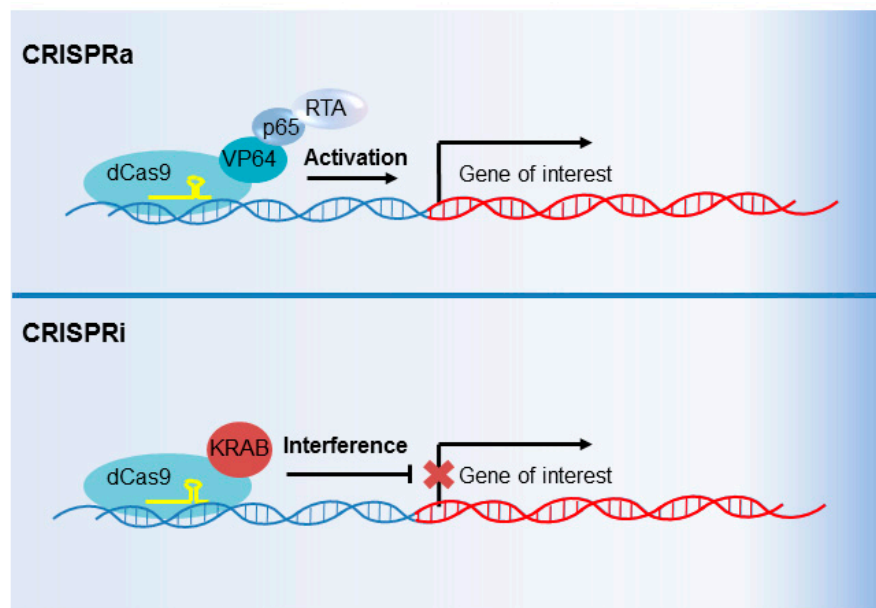 CRISPRa
RTA
p65
VP64
dCas9
Activation
Gene of interest
CRISPRi
KRAB
Interference
dCas9
Gene of interest